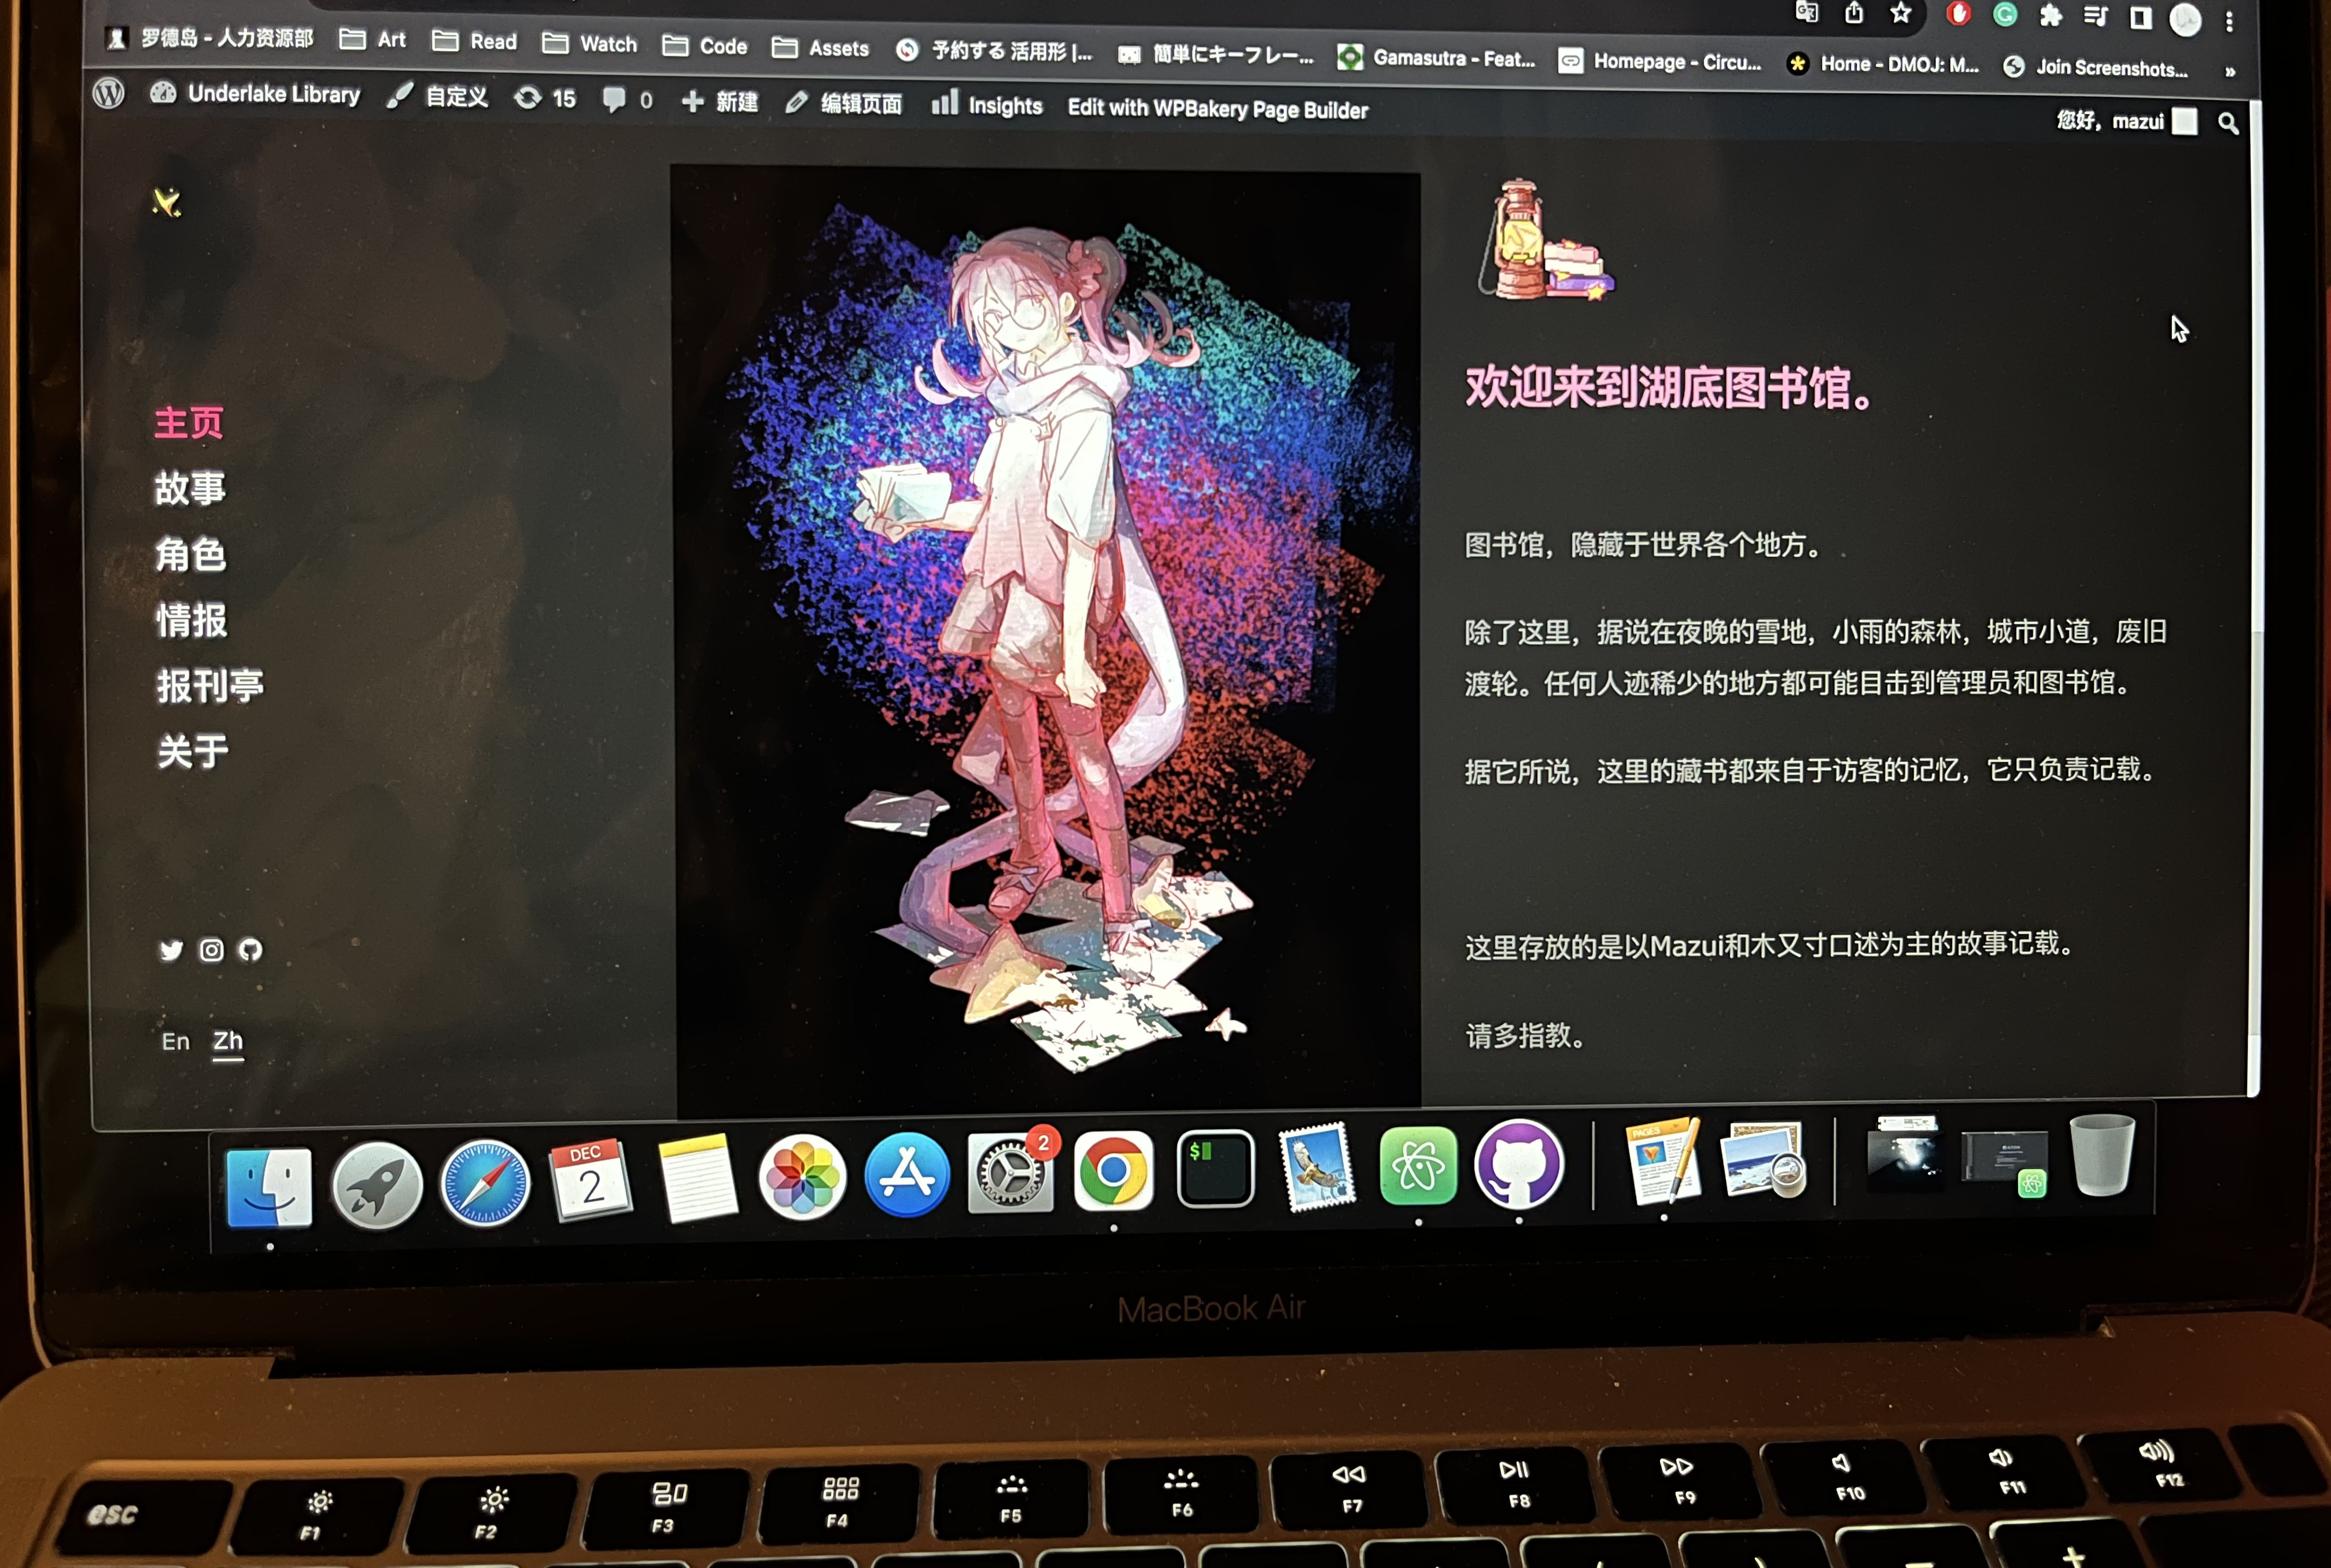 罗德岛 - 人力资源部 Art Read Watch Code Assets 予約する 活用形 |... 簡単にキーフレー... Gamasutra - Feat... Homepage - Circu... Home - DMOJ: M... Join Screenshots... »
Underlake Library 自定义 15 0 新建 编辑页面 Insights Edit with WPBakery Page Builder 您好，mazui
主页
故事
角色
情报
报刊亭
关于
En Zh
欢迎来到湖底图书馆。
图书馆，隐藏于世界各个地方。
除了这里，据说在夜晚的雪地，小雨的森林，城市小道，废旧
渡轮。任何人迹稀少的地方都可能目击到管理员和图书馆。
据它所说，这里的藏书都来自于访客的记忆，它只负责记载。
这里存放的是以Mazui和木又寸口述为主的故事记载。
请多指教。
DEC
2
2
$
PAGES
MacBook Air
esc F1 F2 F3 F4 F5 F6 F7 F8 F9 F10 F11 F12